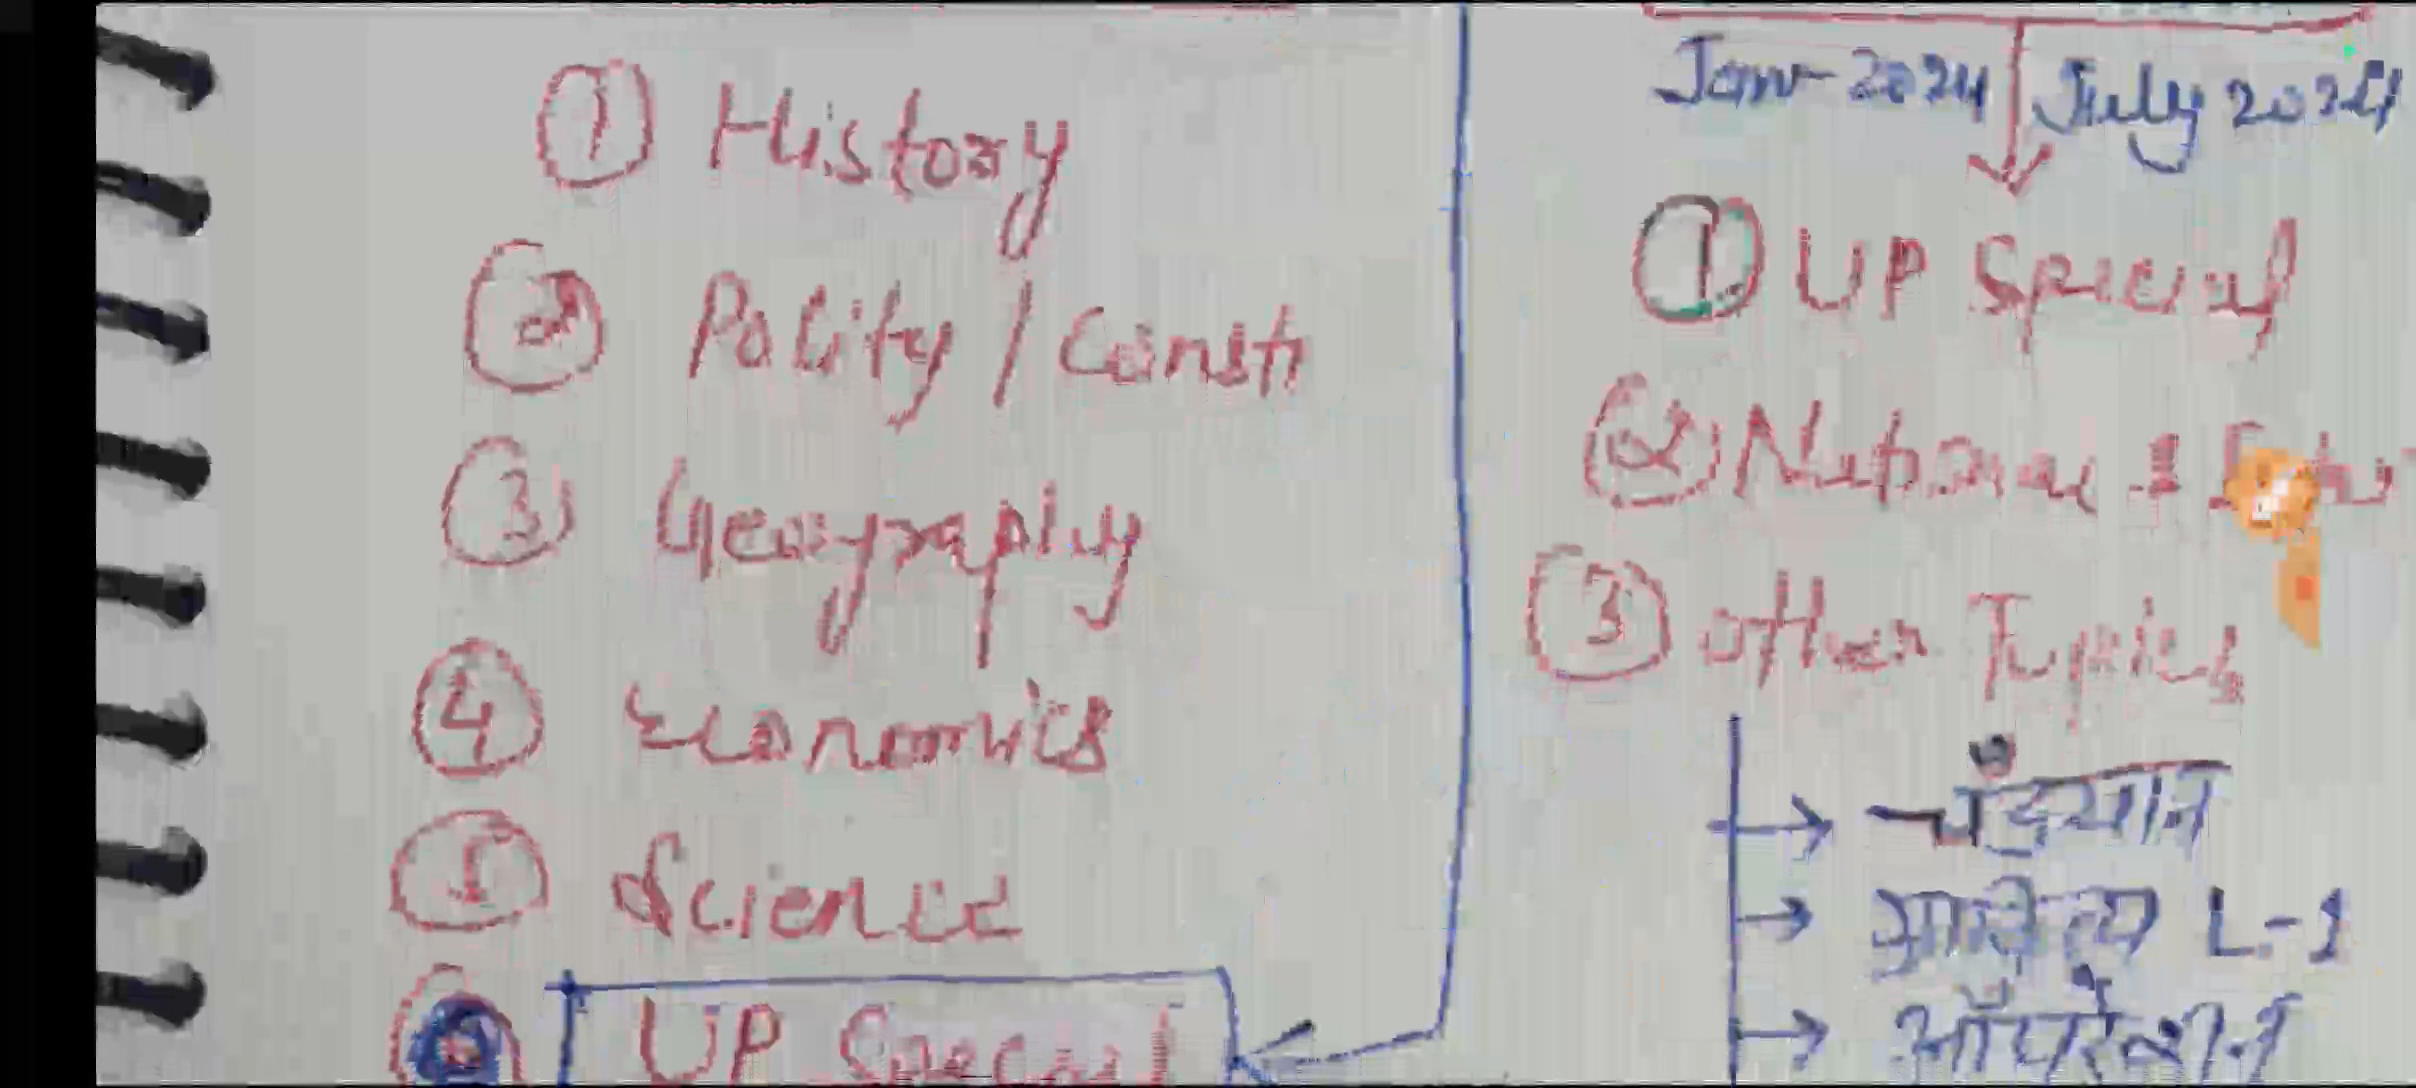 ① History
② Polity / Consti
③ Geography
④ Economics
⑤ Science
UP Special
Jan-2024 July 2024
① UP Special
②
③ other Topics
→ चंद्रयान
→ आदित्य L-1
→ ऑपरेशन